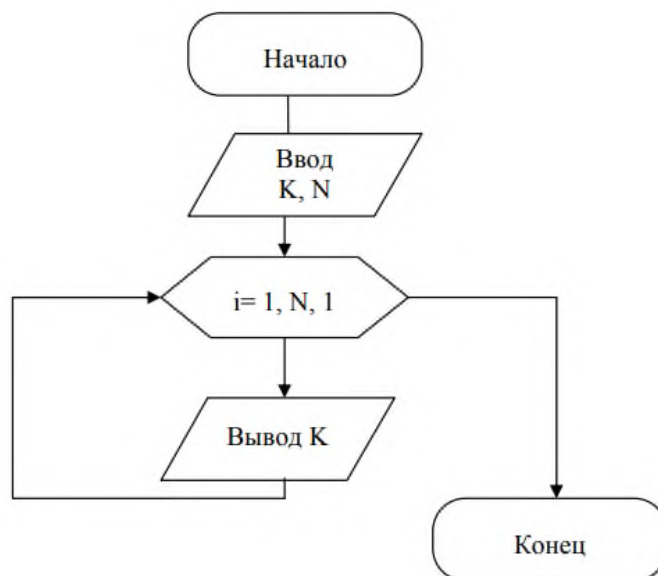 Начало
Ввод
K, N
i= 1, N, 1
Вывод K
Конец